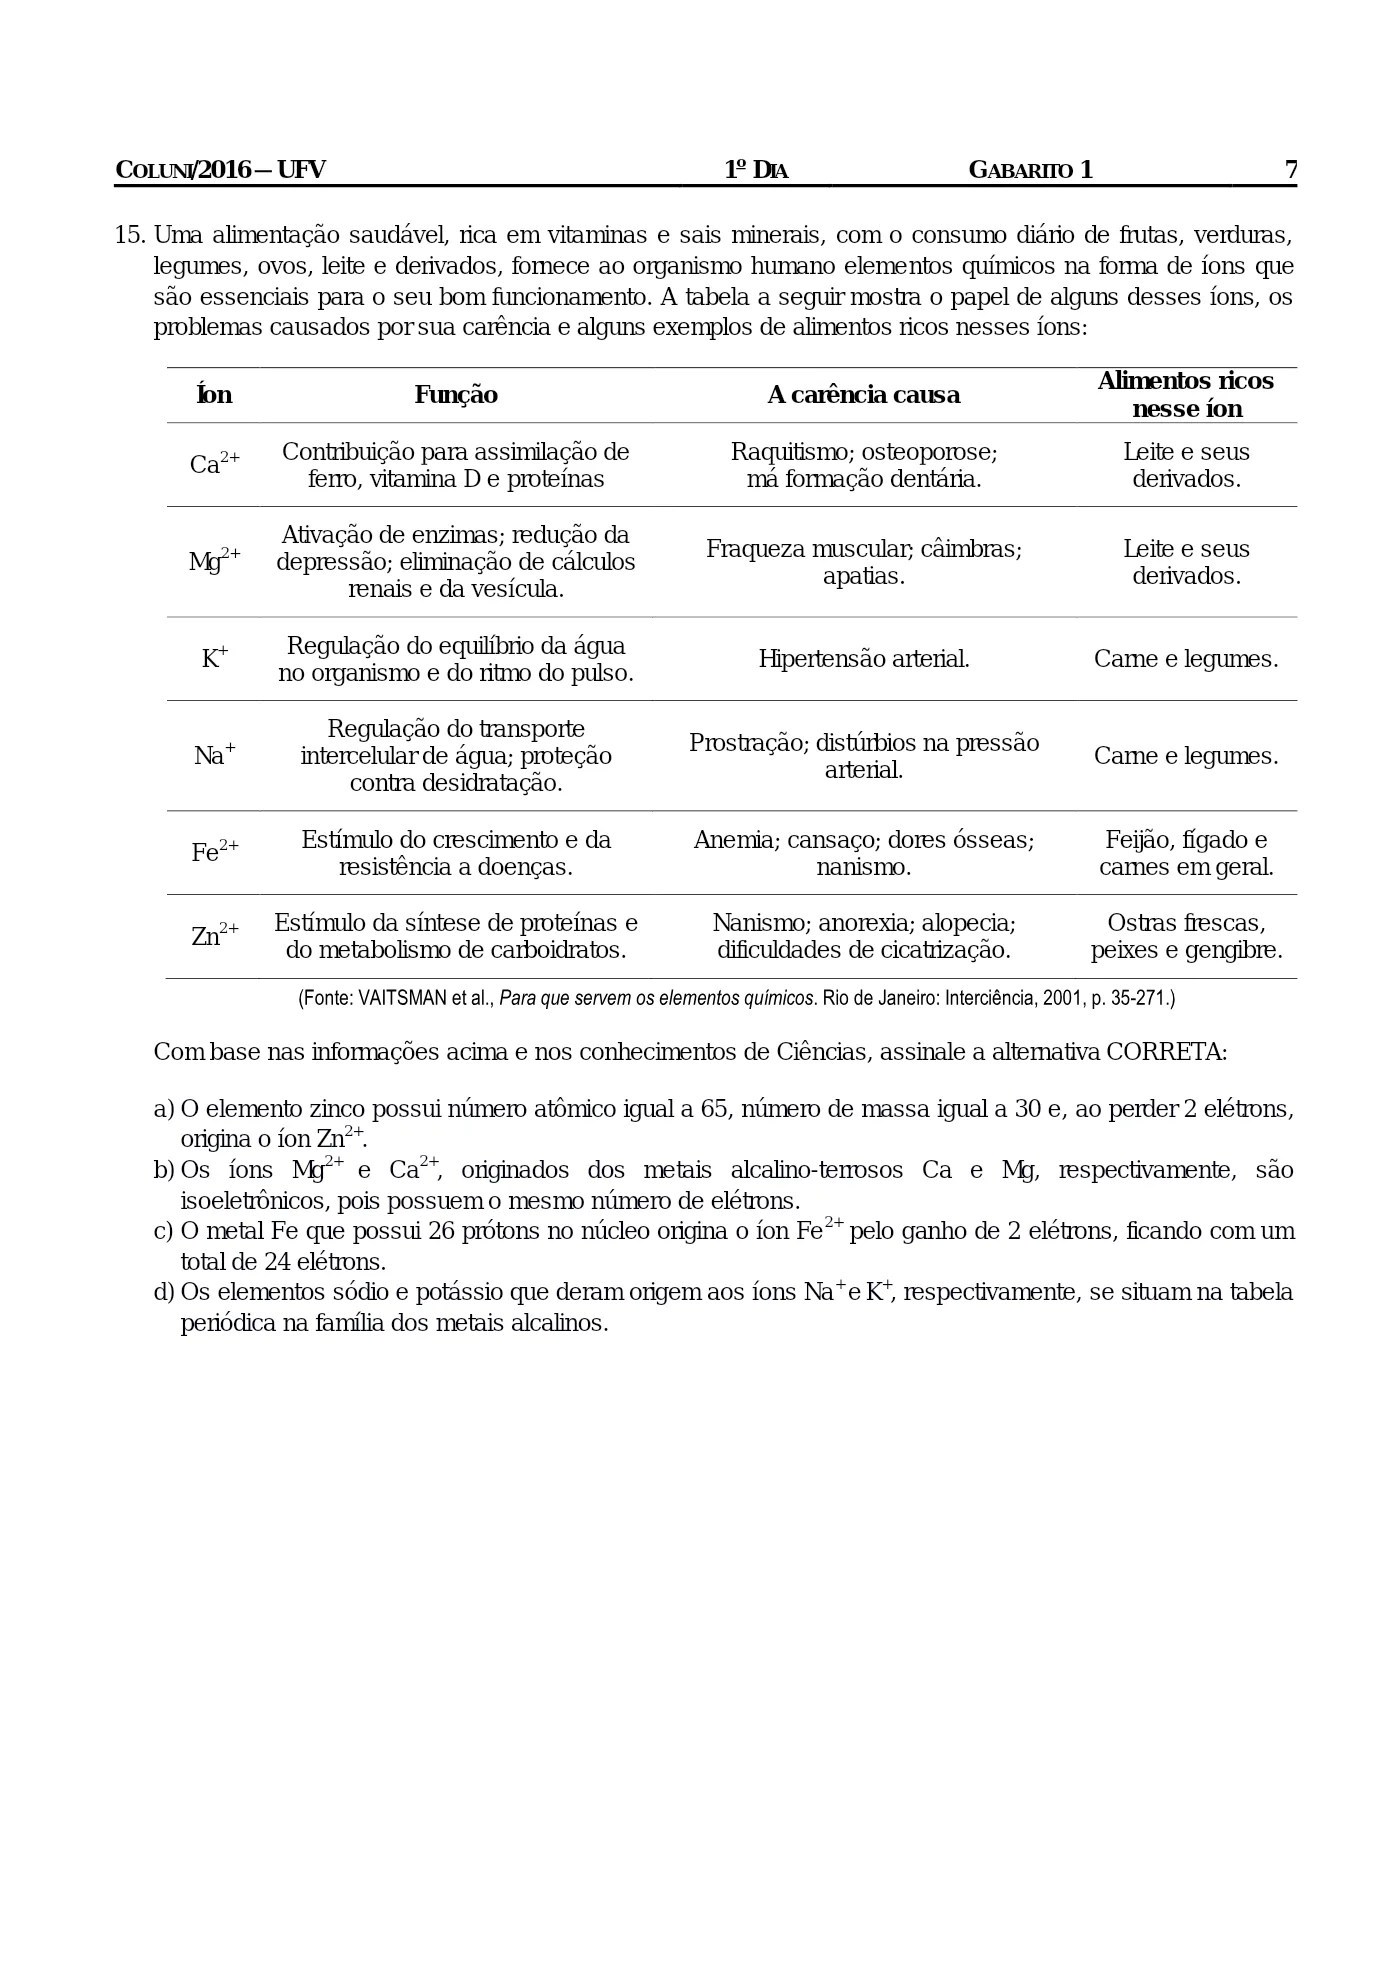 COLUNI/2016 — UFV 1º DIA GABARITO 1 7
15. Uma alimentação saudável, rica em vitaminas e sais minerais, com o consumo diário de frutas, verduras,
legumes, ovos, leite e derivados, fornece ao organismo humano elementos químicos na forma de íons que
são essenciais para o seu bom funcionamento. A tabela a seguir mostra o papel de alguns desses íons, os
problemas causados por sua carência e alguns exemplos de alimentos ricos nesses íons:
Íon Função A carência causa Alimentos ricos
nesse íon
Ca²⁺ Contribuição para assimilação de
ferro, vitamina D e proteínas
Raquitismo; osteoporose;
má formação dentária.
Leite e seus
derivados.
Mg²⁺ Ativação de enzimas; redução da
depressão; eliminação de cálculos
renais e da vesícula.
Fraqueza muscular; câimbras;
apatias.
Leite e seus
derivados.
K⁺ Regulação do equilíbrio da água
no organismo e do ritmo do pulso.
Hipertensão arterial.
Carne e legumes.
Na⁺ Regulação do transporte
intercelular de água; proteção
contra desidratação.
Prostração; distúrbios na pressão
arterial.
Carne e legumes.
Fe²⁺ Estímulo do crescimento e da
resistência a doenças.
Anemia; cansaço; dores ósseas;
nanismo.
Feijão, fígado e
carnes em geral.
Zn²⁺ Estímulo da síntese de proteínas e
do metabolismo de carboidratos.
Nanismo; anorexia; alopecia;
dificuldades de cicatrização.
Ostras frescas,
peixes e gengibre.
(Fonte: VAITSMAN et al., Para que servem os elementos químicos. Rio de Janeiro: Interciência, 2001, p. 35-271.)
Com base nas informações acima e nos conhecimentos de Ciências, assinale a alternativa CORRETA:
a) O elemento zinco possui número atômico igual a 65, número de massa igual a 30 e, ao perder 2 elétrons,
origina o íon Zn²⁺.
b) Os íons Mg²⁺ e Ca²⁺, originados dos metais alcalino-terrosos Ca e Mg, respectivamente, são
isoeletrônicos, pois possuem o mesmo número de elétrons.
c) O metal Fe que possui 26 prótons no núcleo origina o íon Fe²⁺ pelo ganho de 2 elétrons, ficando com um
total de 24 elétrons.
d) Os elementos sódio e potássio que deram origem aos íons Na⁺ e K⁺, respectivamente, se situam na tabela
periódica na família dos metais alcalinos.